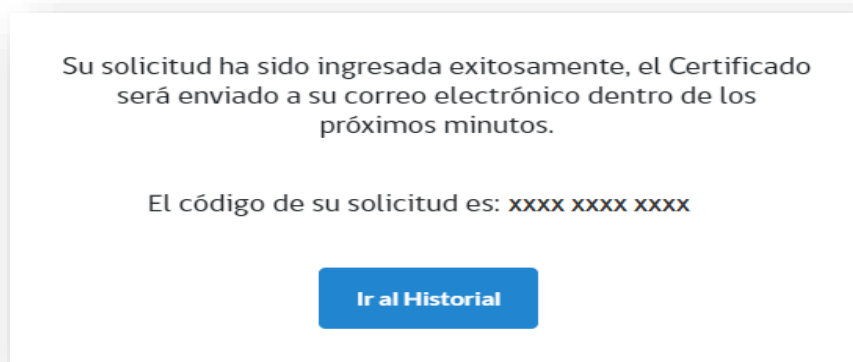 Su solicitud ha sido ingresada exitosamente, el Certificado
será enviado a su correo electrónico dentro de los
próximos minutos.
El código de su solicitud es: xxxx xxxx xxxx
Ir al Historial